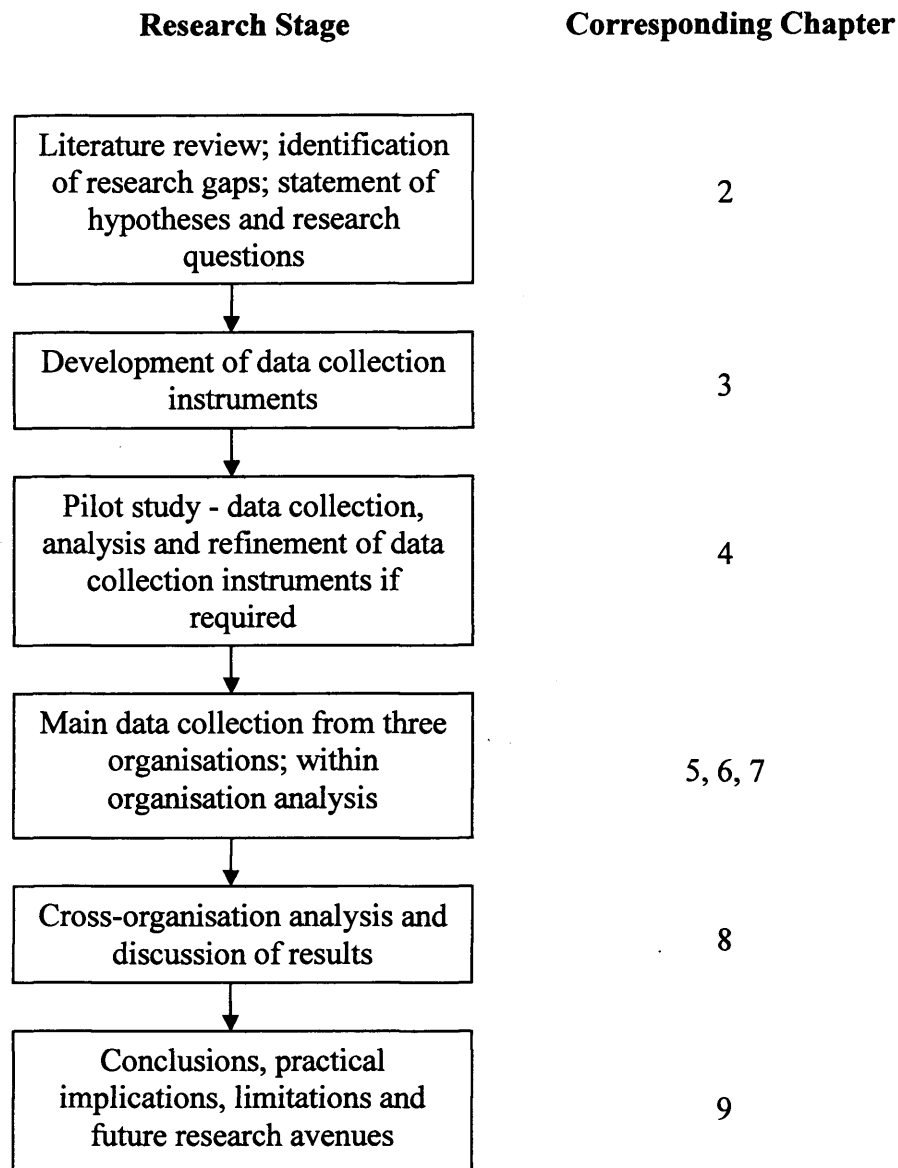 Research Stage
Corresponding Chapter
Literature review; identification
of research gaps; statement of
hypotheses and research
questions
2
Development of data collection
instruments
3
Pilot study - data collection,
analysis and refinement of data
collection instruments if
required
4
Main data collection from three
organisations; within
organisation analysis
5, 6, 7
Cross-organisation analysis and
discussion of results
8
Conclusions, practical
implications, limitations and
future research avenues
9